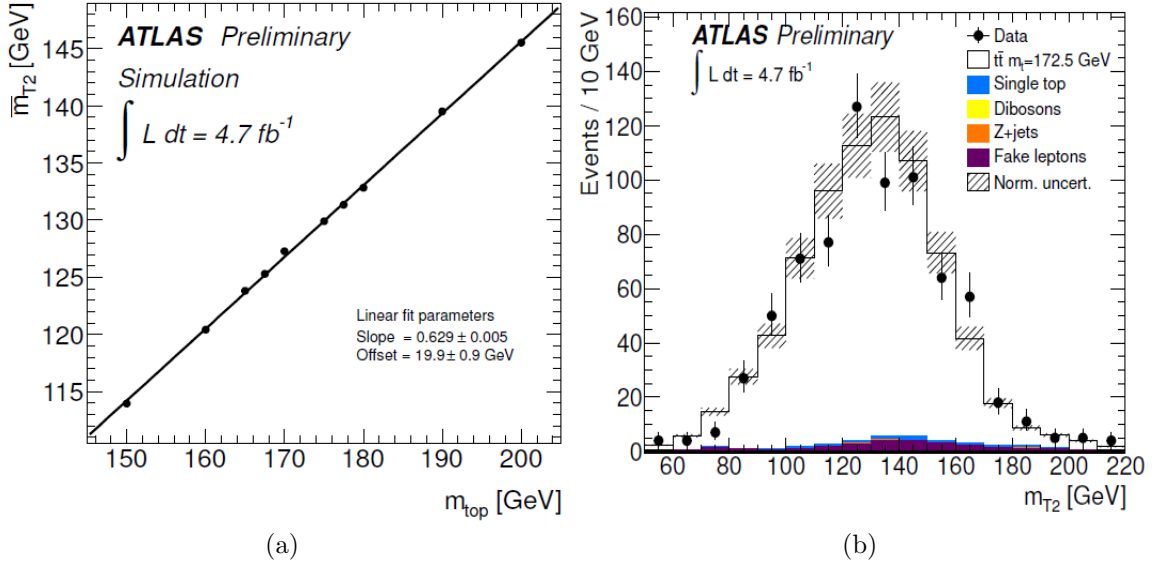 ATLAS Preliminary
Simulation
∫ L dt = 4.7 fb⁻¹
m̅_T2 [GeV]
145
140
135
130
125
120
115
Linear fit parameters
Slope = 0.629 ± 0.005
Offset = 19.9 ± 0.9 GeV
150 160 170 180 190 200
m_top [GeV]
(a)
ATLAS Preliminary
∫ L dt = 4.7 fb⁻¹
Events / 10 GeV
160
140
120
100
80
60
40
20
0
Data
tt̅ m_t=172.5 GeV
Single top
Dibosons
Z+jets
Fake leptons
Norm. uncert.
60 80 100 120 140 160 180 200 220
m_T2 [GeV]
(b)